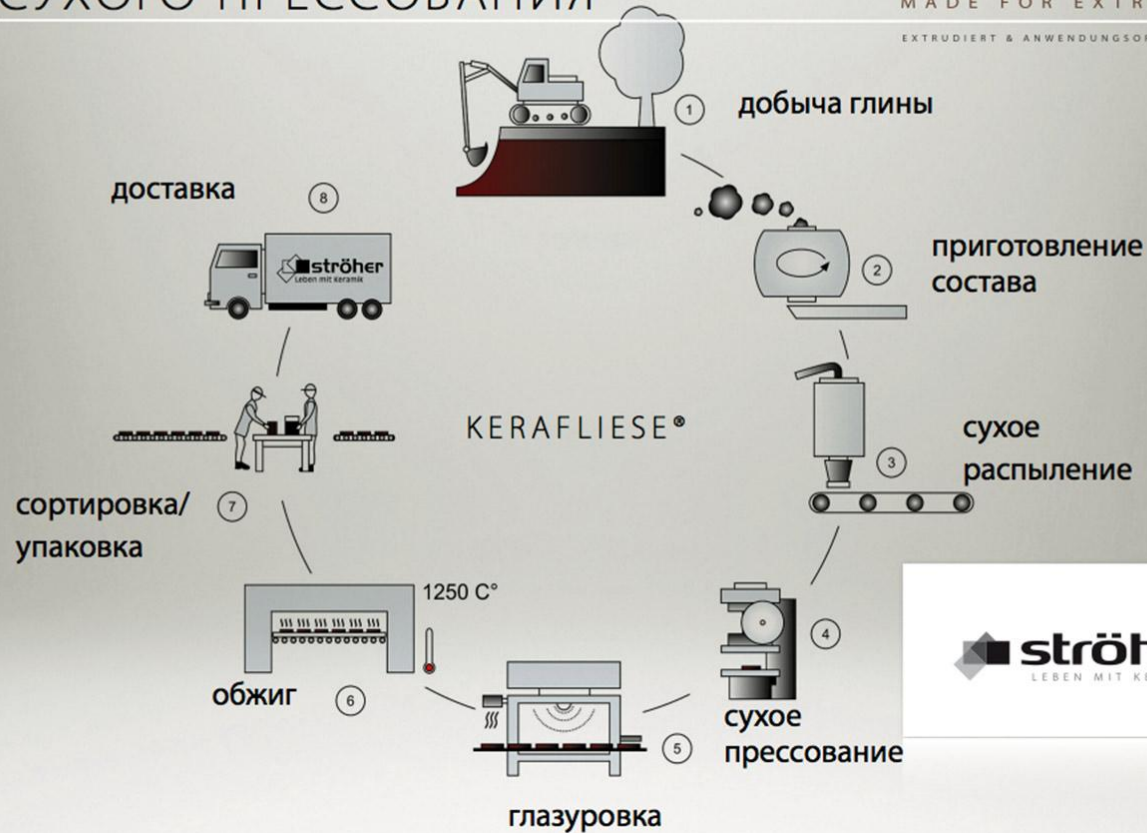 СУХОГО ПРЕССОВАНИЯ
MADE FOR EXTR
EXTRUDIERT & ANWENDUNGSO
1
добыча глины
доставка
8
ströher
Leben mit Keramik
2
приготовление
состава
KERAFLIESE®
3
сухое
распыление
сортировка/
упаковка
7
1250 C°
4
ströh
LEBEN MIT K
обжиг
6
сухое
прессование
5
глазуровка